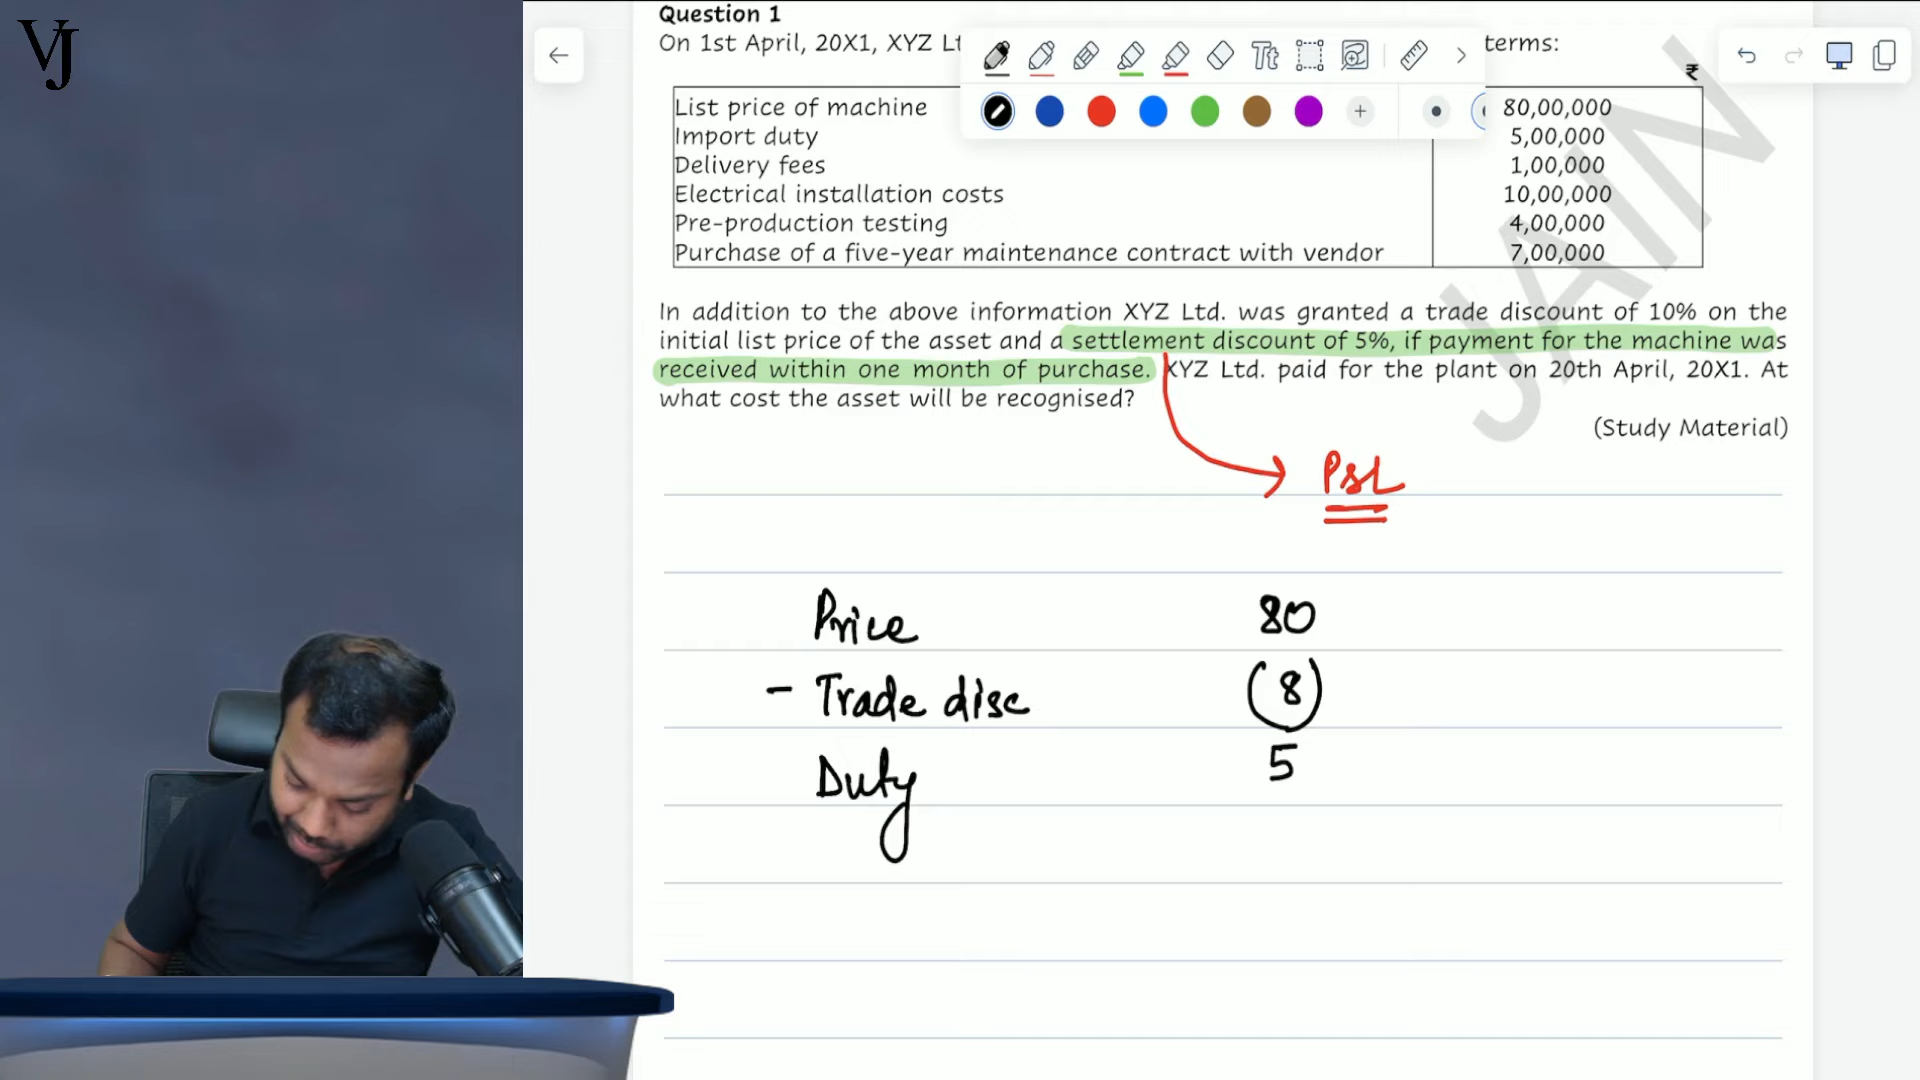 VJ
Question 1
On 1st April, 20X1, XYZ Lt terms:
₹
List price of machine 80,00,000
Import duty 5,00,000
Delivery fees 1,00,000
Electrical installation costs 10,00,000
Pre-production testing 4,00,000
Purchase of a five-year maintenance contract with vendor 7,00,000
In addition to the above information XYZ Ltd. was granted a trade discount of 10% on the
initial list price of the asset and a settlement discount of 5%, if payment for the machine was
received within one month of purchase. XYZ Ltd. paid for the plant on 20th April, 20X1. At
what cost the asset will be recognised?
(Study Material)
P&L
Price 80
- Trade disc (8)
Duty 5
JAIN
Tt